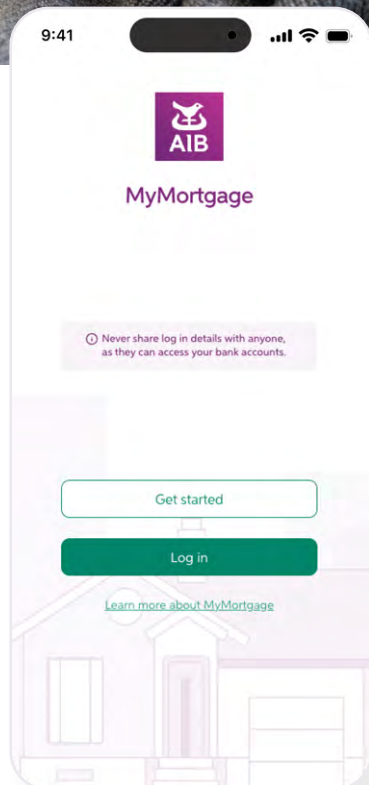 9:41
AIB
MyMortgage
Never share log in details with anyone,
as they can access your bank accounts.
Get started
Log in
Learn more about MyMortgage